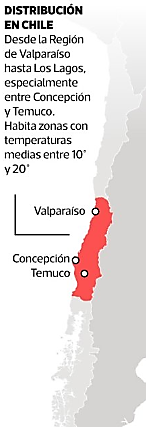 DISTRIBUCIÓN
EN CHILE
Desde la Región
de Valparaíso
hasta Los Lagos,
especialmente
entre Concepción
y Temuco.
Habita zonas con
temperaturas
medias entre 10°
y 20°
Valparaíso
Concepción
Temuco